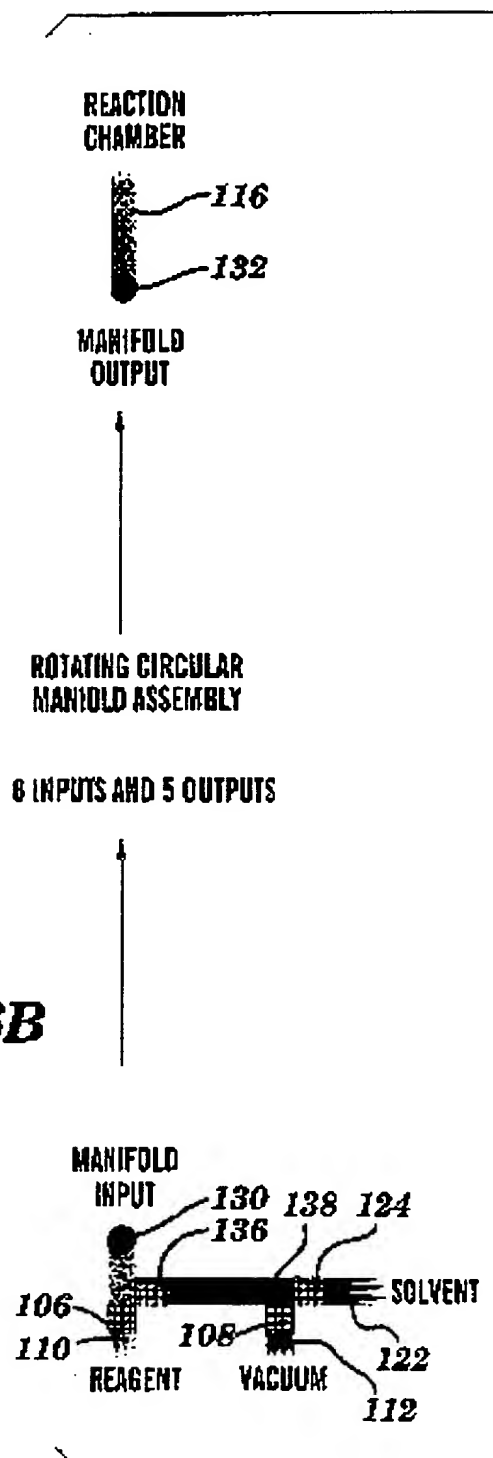 REACTION
CHAMBER
116
132
MANIFOLD
OUTPUT
ROTATING CIRCULAR
MANIOLD ASSEMBLY
6 INPUTS AND 5 OUTPUTS
MANIFOLD
INPUT
130
136
138
124
SOLVENT
106
108
122
110
REAGENT
VACUUM
112